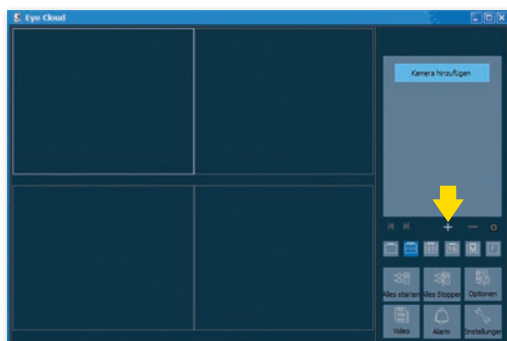 Eye Cloud
Kamera hinzufügen
Alles starten Alles Stoppen Optionen
Video Alarm Einstellungen